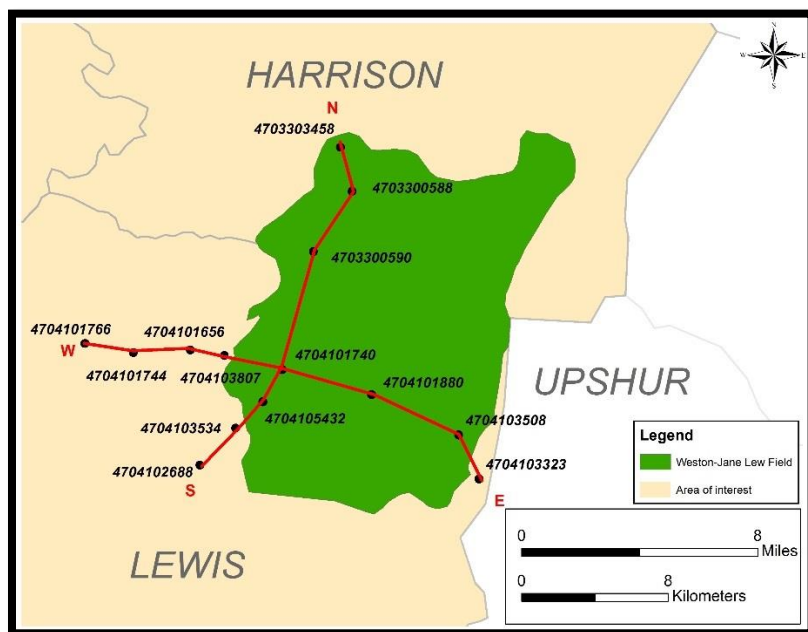 N
W
E
S
HARRISON
N
4703303458
4703300588
4703300590
4704101766
4704101656
W
4704101744
4704103807
4704101740
4704101880
UPSHUR
4704103534
4704105432
4704103508
4704102688
S
4704103323
E
LEWIS
Legend
Weston-Jane Lew Field
Area of interest
0 8
Miles
0 8
Kilometers